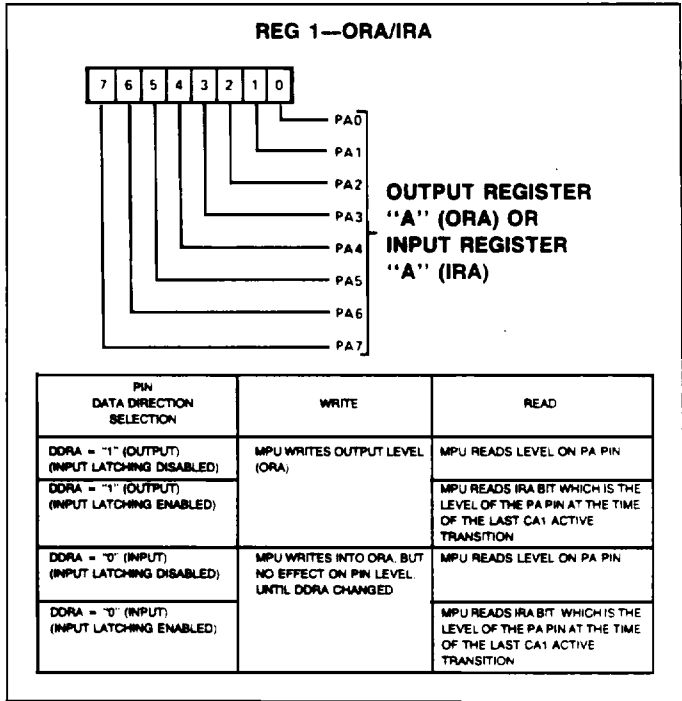 REG 1—ORA/IRA
7 6 5 4 3 2 1 0
PA0
PA1
PA2
PA3
PA4
PA5
PA6
PA7
OUTPUT REGISTER
"A" (ORA) OR
INPUT REGISTER
"A" (IRA)
PIN
DATA DIRECTION
SELECTION
WRITE
READ
DDRA = "1" (OUTPUT)
(INPUT LATCHING DISABLED)
MPU WRITES OUTPUT LEVEL
(ORA)
MPU READS LEVEL ON PA PIN
DDRA = "1" (OUTPUT)
(INPUT LATCHING ENABLED)
MPU READS IRA BIT WHICH IS THE
LEVEL OF THE PA PIN AT THE TIME
OF THE LAST CA1 ACTIVE
TRANSITION
DDRA = "0" (INPUT)
(INPUT LATCHING DISABLED)
MPU WRITES INTO ORA, BUT
NO EFFECT ON PIN LEVEL,
UNTIL DDRA CHANGED
MPU READS LEVEL ON PA PIN
DDRA = "0" (INPUT)
(INPUT LATCHING ENABLED)
MPU READS IRA BIT WHICH IS THE
LEVEL OF THE PA PIN AT THE TIME
OF THE LAST CA1 ACTIVE
TRANSITION